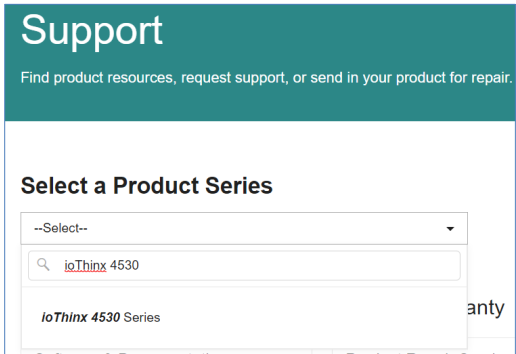 Support
Find product resources, request support, or send in your product for repair.
Select a Product Series
--Select--
ioThinx 4530
ioThinx 4530 Series
anty